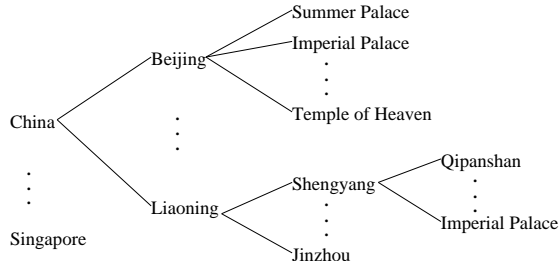 Summer Palace
Imperial Palace
Beijing
Temple of Heaven
China
Qipanshan
Shengyang
Liaoning
Imperial Palace
Singapore
Jinzhou